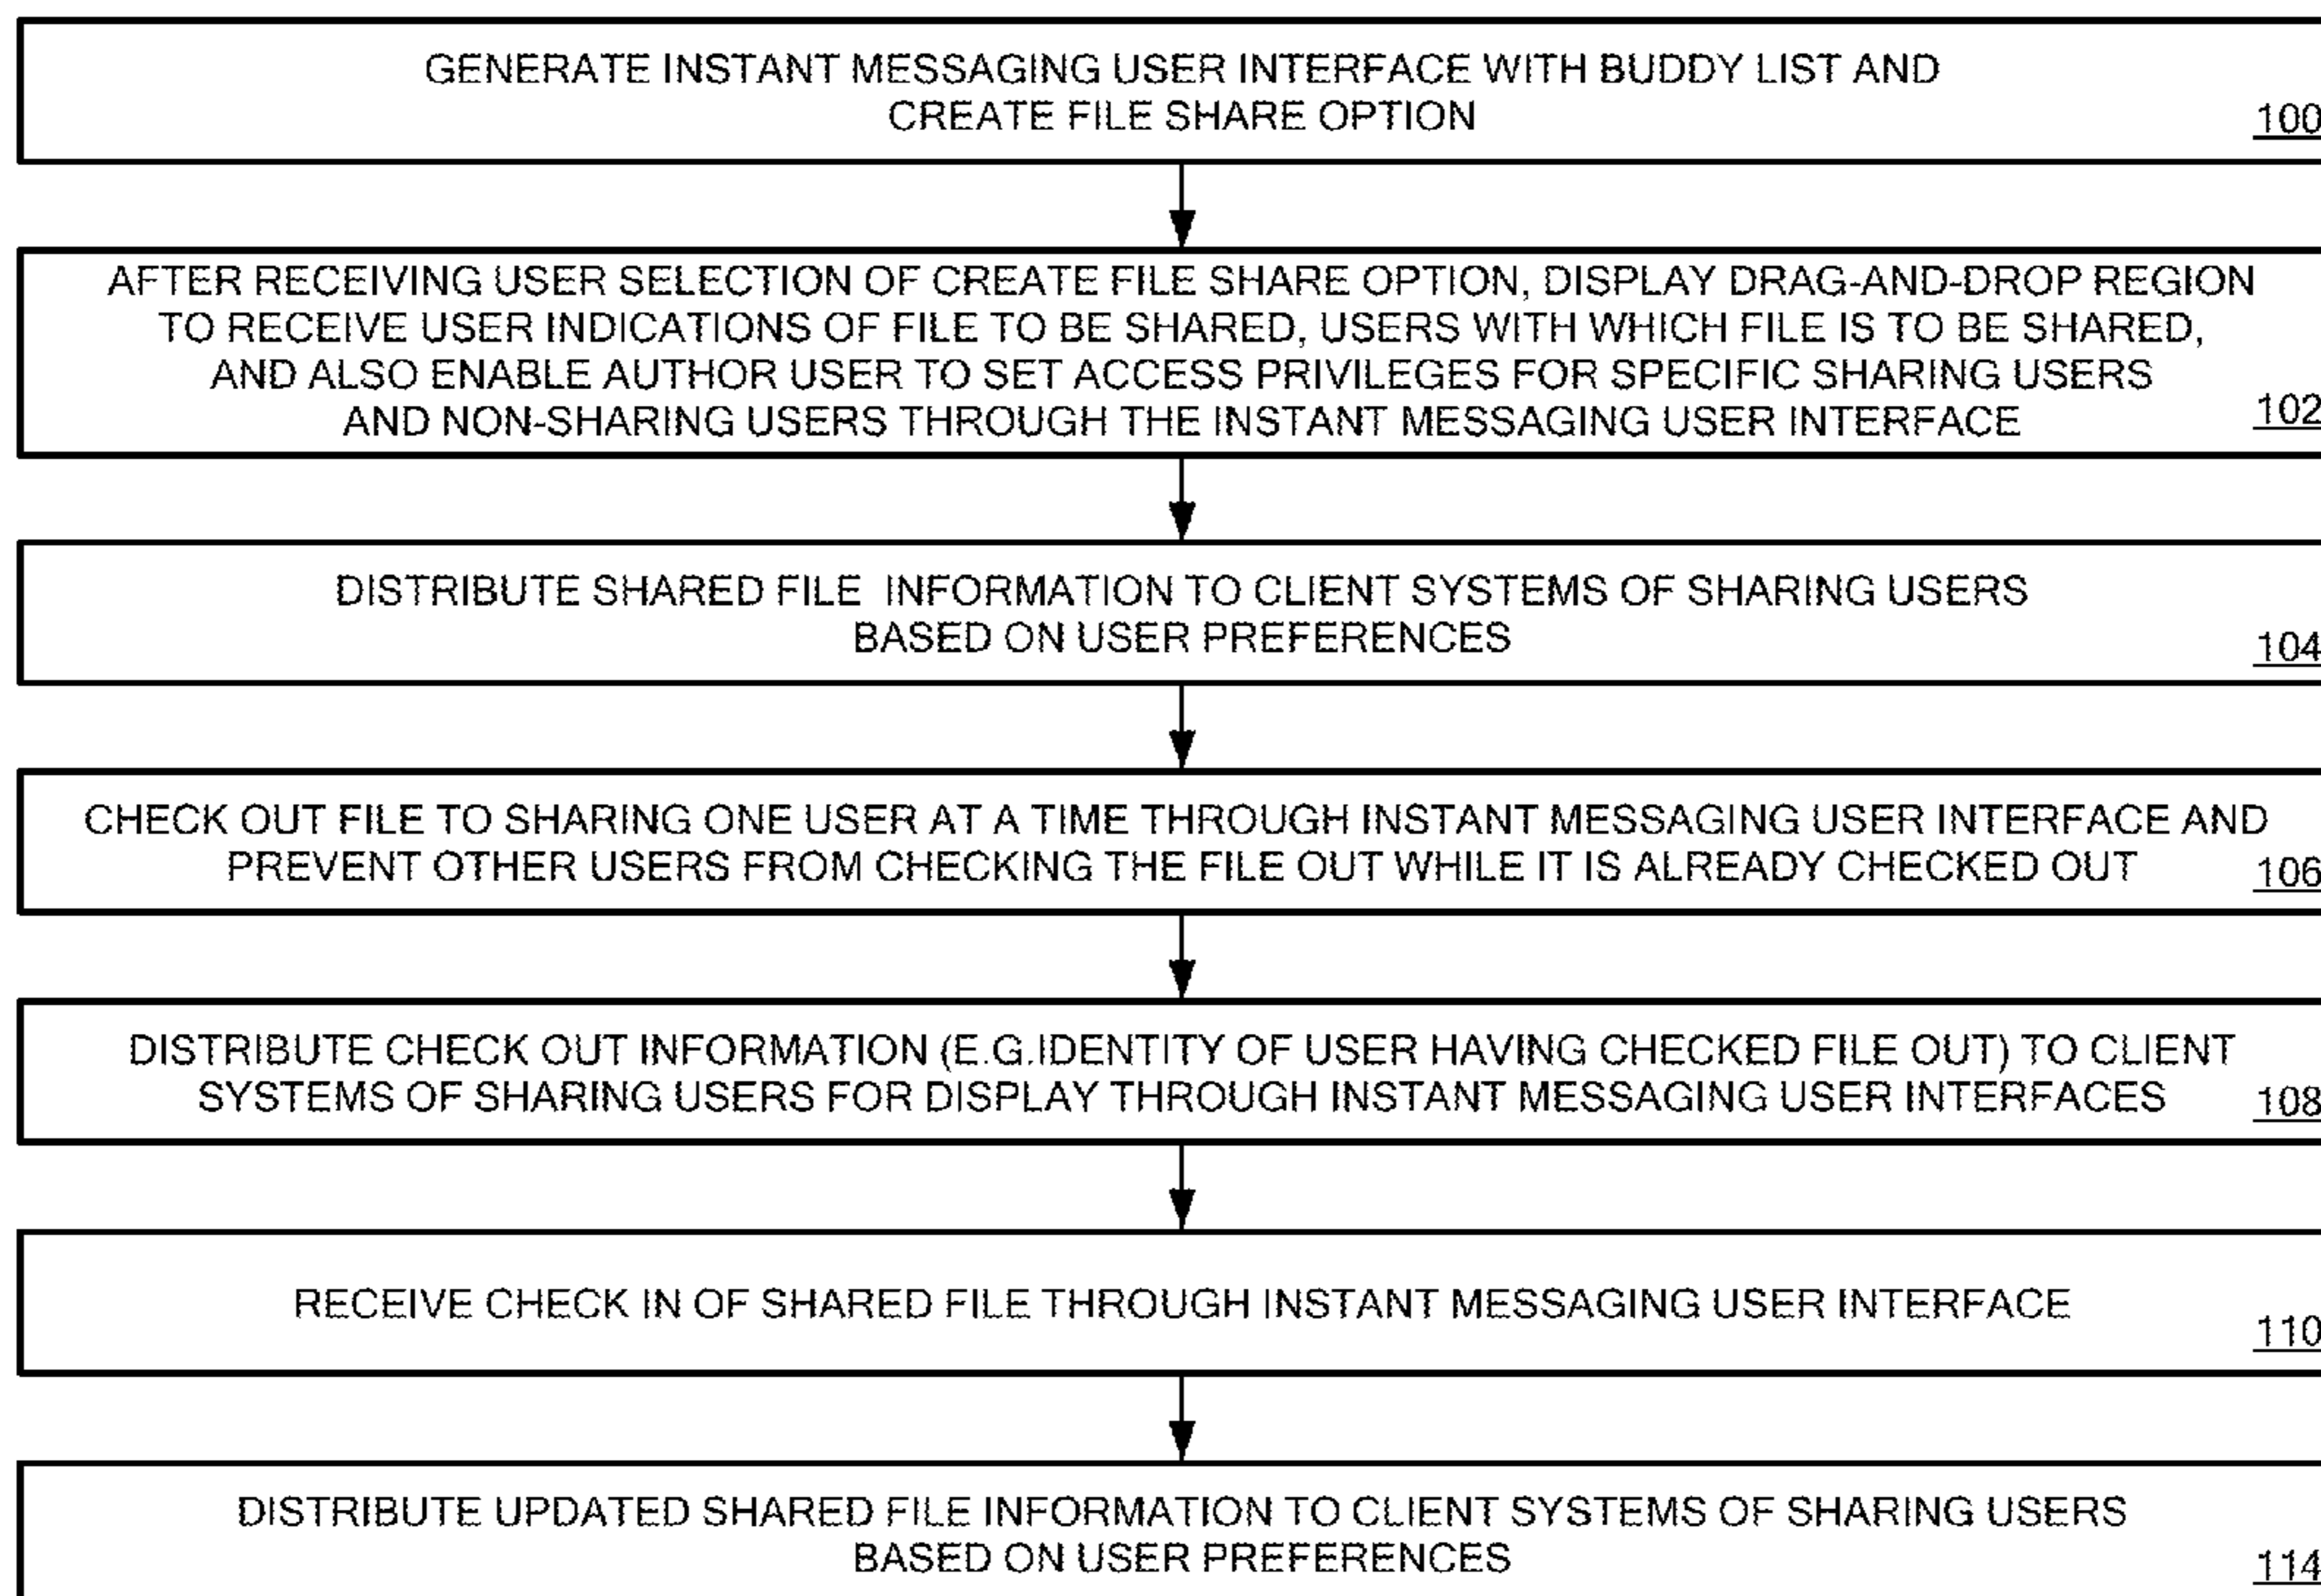 GENERATE INSTANT MESSAGING USER INTERFACE WITH BUDDY LIST AND
CREATE FILE SHARE OPTION
100
AFTER RECEIVING USER SELECTION OF CREATE FILE SHARE OPTION, DISPLAY DRAG-AND-DROP REGION
TO RECEIVE USER INDICATIONS OF FILE TO BE SHARED, USERS WITH WHICH FILE IS TO BE SHARED,
AND ALSO ENABLE AUTHOR USER TO SET ACCESS PRIVILEGES FOR SPECIFIC SHARING USERS
AND NON-SHARING USERS THROUGH THE INSTANT MESSAGING USER INTERFACE
102
DISTRIBUTE SHARED FILE INFORMATION TO CLIENT SYSTEMS OF SHARING USERS
BASED ON USER PREFERENCES
104
CHECK OUT FILE TO SHARING ONE USER AT A TIME THROUGH INSTANT MESSAGING USER INTERFACE AND
PREVENT OTHER USERS FROM CHECKING THE FILE OUT WHILE IT IS ALREADY CHECKED OUT
106
DISTRIBUTE CHECK OUT INFORMATION (E.G.IDENTITY OF USER HAVING CHECKED FILE OUT) TO CLIENT
SYSTEMS OF SHARING USERS FOR DISPLAY THROUGH INSTANT MESSAGING USER INTERFACES
108
RECEIVE CHECK IN OF SHARED FILE THROUGH INSTANT MESSAGING USER INTERFACE
110
DISTRIBUTE UPDATED SHARED FILE INFORMATION TO CLIENT SYSTEMS OF SHARING USERS
BASED ON USER PREFERENCES
114